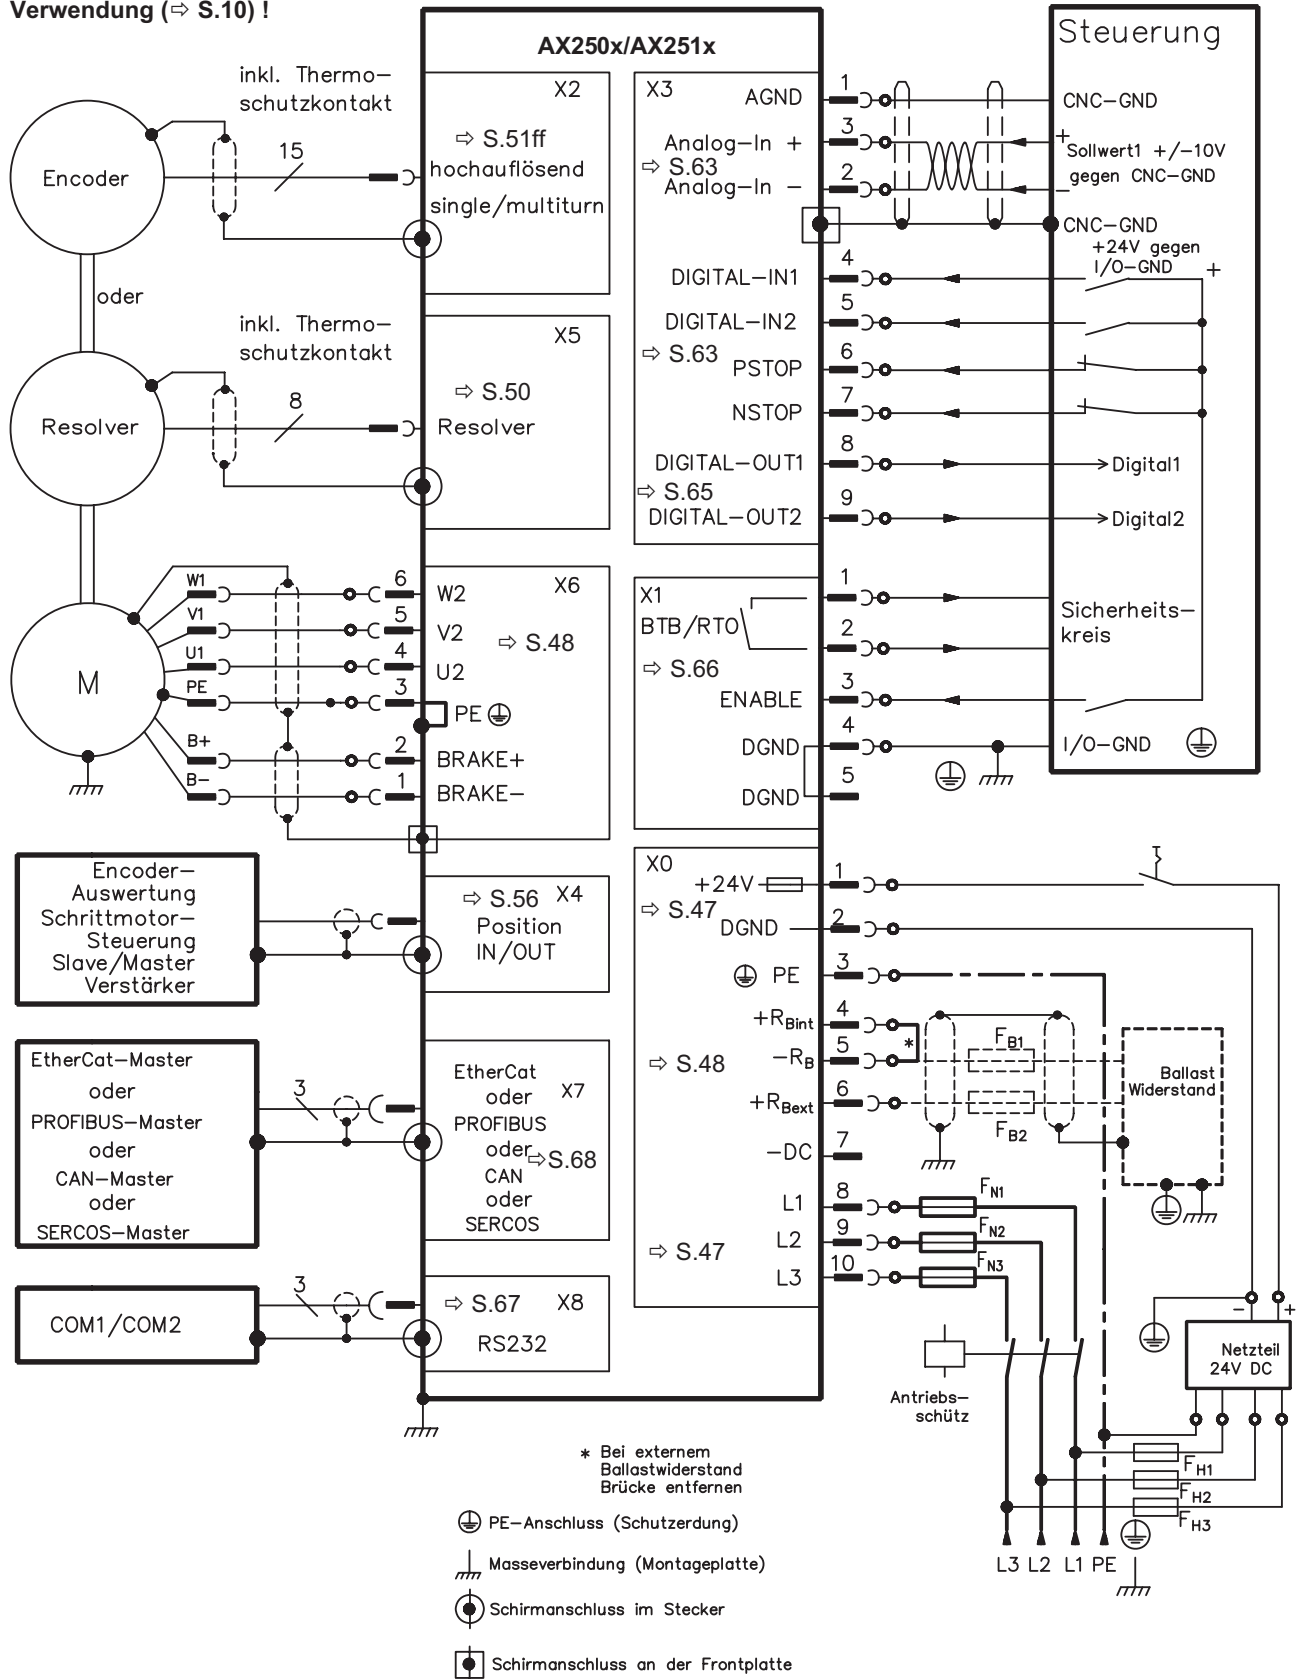 Verwendung (⇨ S.10) !
AX250x/AX251x
Steuerung
inkl. Thermo-
schutzkontakt
Encoder
15
X2
⇨ S.51ff
hochauflösend
single/multiturn
oder
inkl. Thermo-
schutzkontakt
Resolver
8
X5
⇨ S.50
Resolver
M
W1
V1
U1
PE
B+
B-
6
5
4
3
2
1
X6
W2
V2
⇨ S.48
U2
PE
BRAKE+
BRAKE-
Encoder-
Auswertung
Schrittmotor-
Steuerung
Slave/Master
Verstärker
⇨ S.56 X4
Position
IN/OUT
EtherCat-Master
oder
PROFIBUS-Master
oder
CAN-Master
oder
SERCOS-Master
3
EtherCat
oder
X7
PROFIBUS
oder
⇨S.68
CAN
oder
SERCOS
COM1/COM2
3
⇨ S.67 X8
RS232
X3
AGND
1
CNC-GND
Analog-In +
3
+
⇨ S.63
Sollwert1 +/-10V
gegen CNC-GND
Analog-In -
2
-
CNC-GND
+24V gegen
I/O-GND
+
DIGITAL-IN1
4
DIGITAL-IN2
5
⇨ S.63
PSTOP
6
NSTOP
7
DIGITAL-OUT1
8
Digital1
⇨ S.65
DIGITAL-OUT2
9
Digital2
X1
BTB/RTO
1
2
Sicherheits-
kreis
⇨ S.66
ENABLE
3
DGND
4
I/O-GND
DGND
5
X0
+24V
1
⇨ S.47
DGND
2
PE
3
+RBint
4
*
-RB
5
⇨ S.48
+RBext
6
FB1
FB2
Ballast
Widerstand
-DC
7
L1
8
FN1
L2
9
FN2
⇨ S.47
L3
10
FN3
Antriebs-
schütz
-
+
Netzteil
24V DC
FH1
FH2
FH3
L3 L2 L1 PE
* Bei externem
Ballastwiderstand
Brücke entfernen
PE-Anschluss (Schutzerdung)
Masseverbindung (Montageplatte)
Schirmanschluss im Stecker
Schirmanschluss an der Frontplatte